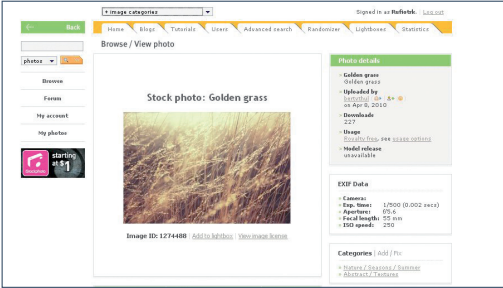 + image categories
Signed in as Refiotrk. | Log out
← Back
Home
Blogs
Tutorials
Users
Advanced search
Randomizer
Lightboxes
Statistics
Browse / View photo
photos
Browse
Forum
My account
My photos
starting
at $1
Stock photo: Golden grass
Image ID: 1274488 | Add to lightbox | View image license
Photo details
Golden grass
Golden grass
Uploaded by
on Apr 8, 2010
Downloads
227
Usage
Royalty free, see usage options
Model release
unavailable
EXIF Data
Camera:
Exp. time: 1/500 (0.002 secs)
Aperture: f/5.6
Focal length: 55 mm
ISO speed: 250
Categories | Add / Fix
Nature / Seasons / Summer
Abstract / Textures